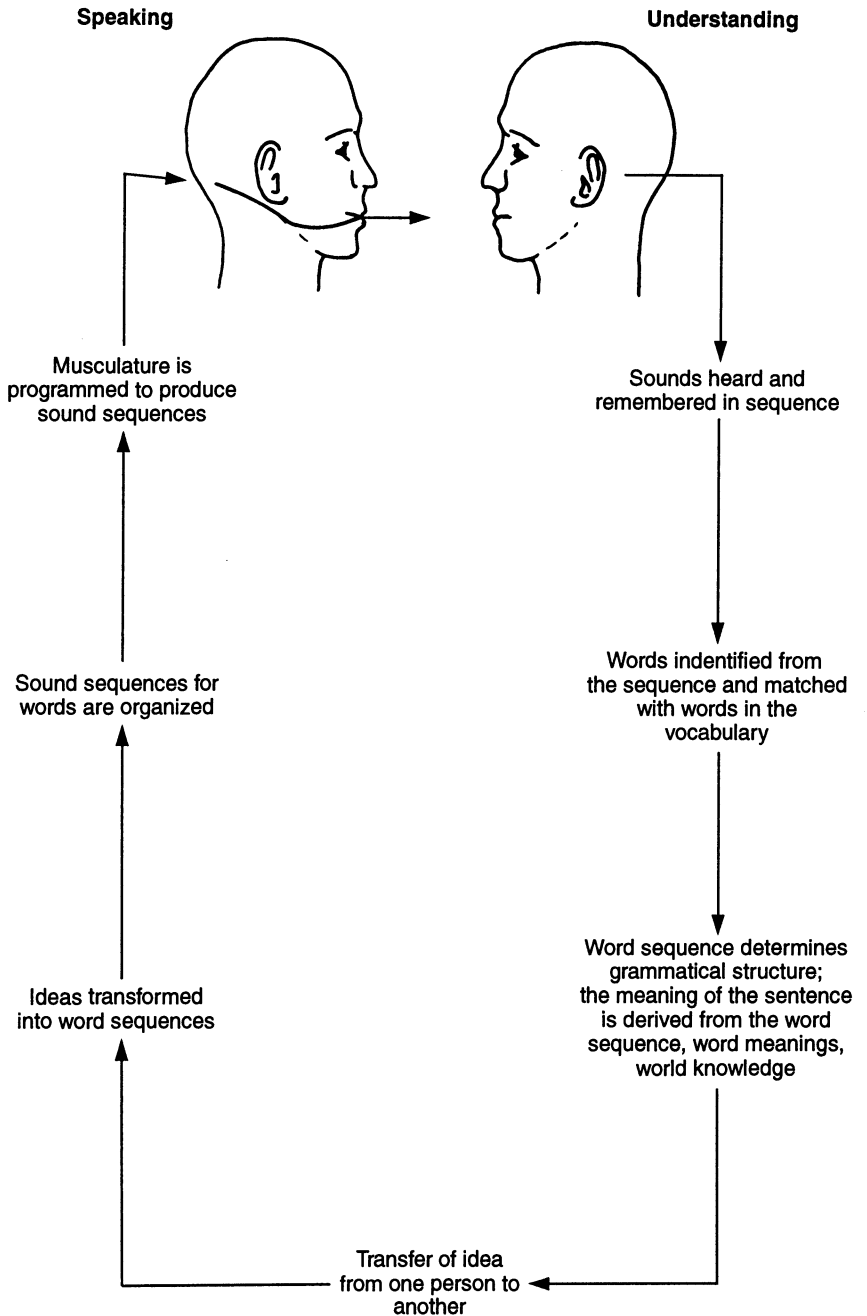 Speaking
Understanding
Musculature is
programmed to produce
sound sequences
Sounds heard and
remembered in sequence
Sound sequences for
words are organized
Words indentified from
the sequence and matched
with words in the
vocabulary
Ideas transformed
into word sequences
Word sequence determines
grammatical structure;
the meaning of the sentence
is derived from the word
sequence, word meanings,
world knowledge
Transfer of idea
from one person to
another